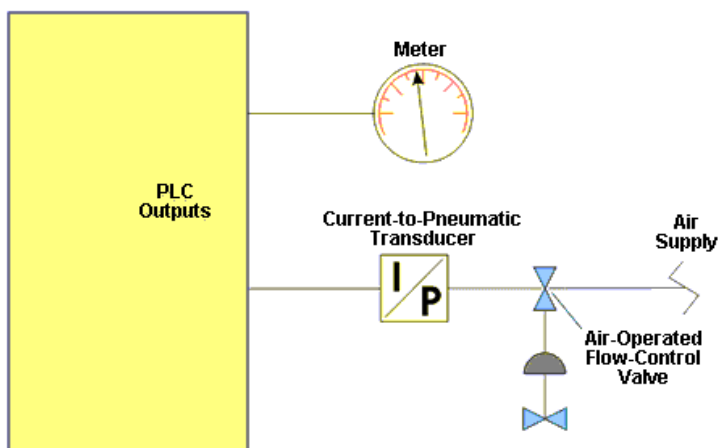 Meter
PLC
Outputs
Current-to-Pneumatic
Transducer
I
P
Air
Supply
Air-Operated
Flow-Control
Valve